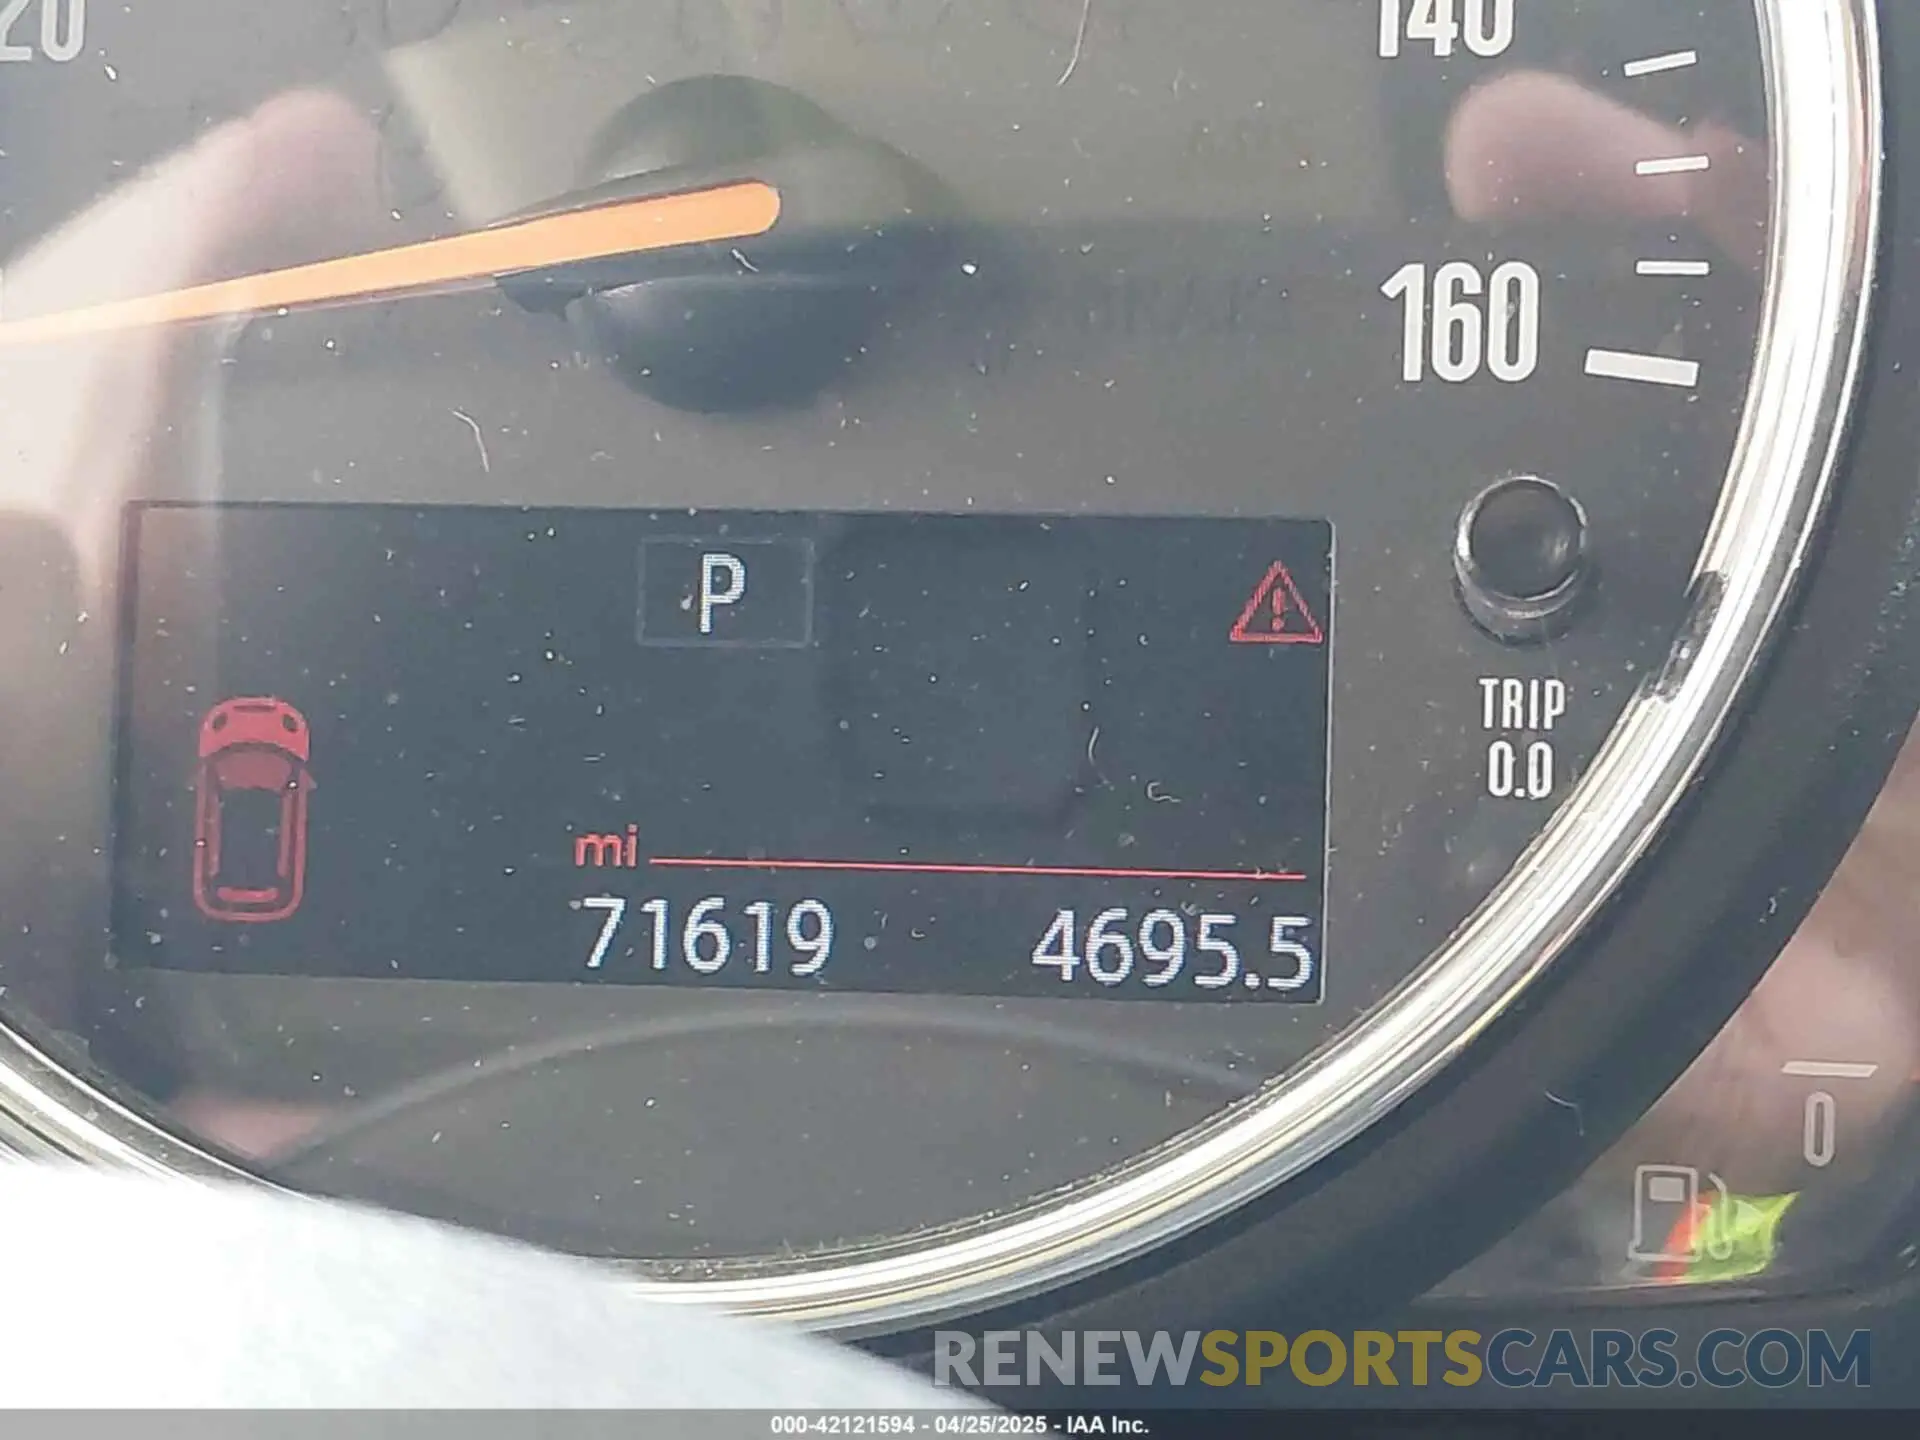 20
140
160
P
TRIP
0.0
mi
71619 4695.5
0
RENEWSPORTSCARS.COM
000-42121594 - 04/25/2025 - IAA Inc.